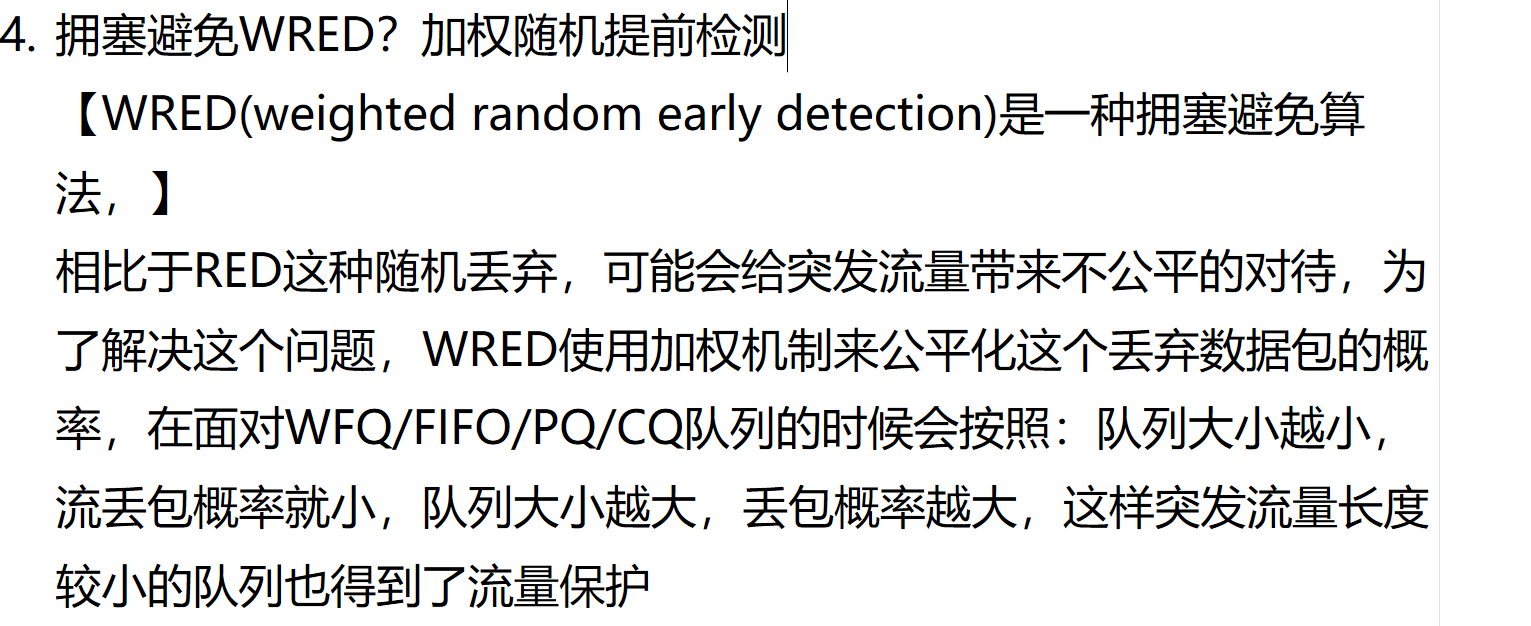 4. 拥塞避免WRED？加权随机提前检测
【WRED(weighted random early detection)是一种拥塞避免算
法，】
相比于RED这种随机丢弃，可能会给突发流量带来不公平的对待，为
了解决这个问题，WRED使用加权机制来公平化这个丢弃数据包的概
率，在面对WFQ/FIFO/PQ/CQ队列的时候会按照：队列大小越小，
流丢包概率就小，队列大小越大，丢包概率越大，这样突发流量长度
较小的队列也得到了流量保护